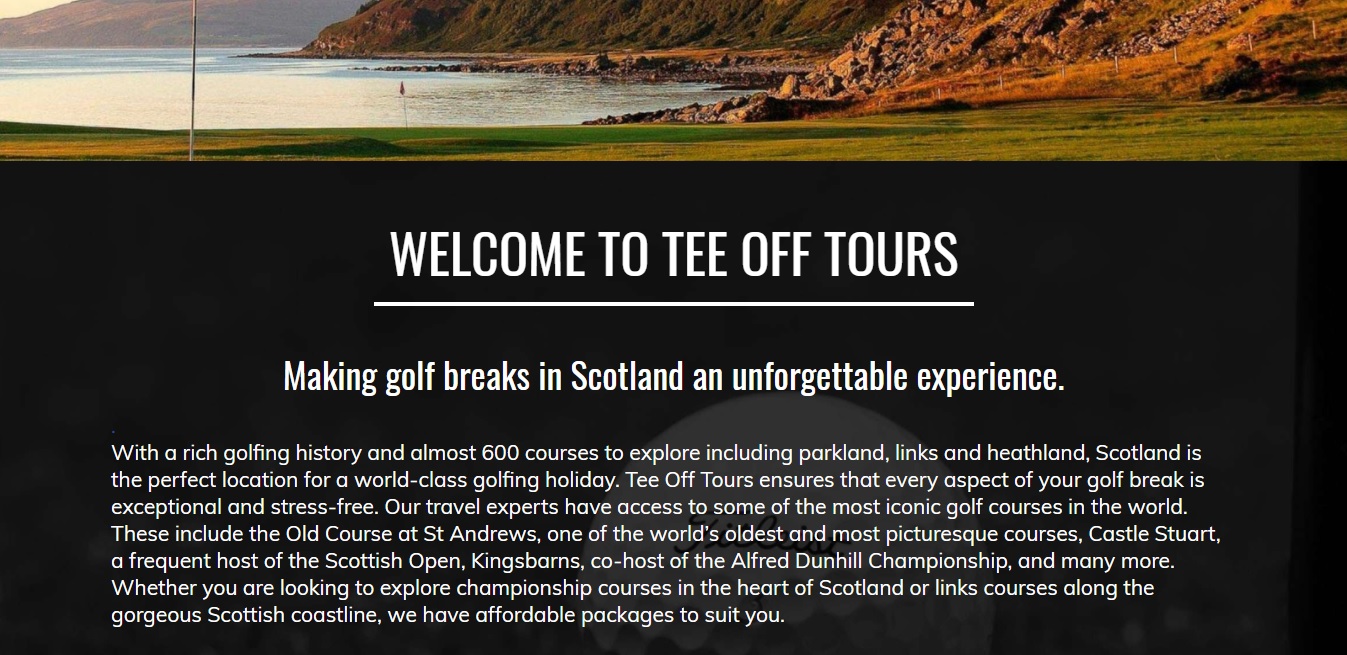 WELCOME TO TEE OFF TOURS
Making golf breaks in Scotland an unforgettable experience.
With a rich golfing history and almost 600 courses to explore including parkland, links and heathland, Scotland is
the perfect location for a world-class golfing holiday. Tee Off Tours ensures that every aspect of your golf break is
exceptional and stress-free. Our travel experts have access to some of the most iconic golf courses in the world.
These include the Old Course at St Andrews, one of the world’s oldest and most picturesque courses, Castle Stuart,
a frequent host of the Scottish Open, Kingsbarns, co-host of the Alfred Dunhill Championship, and many more.
Whether you are looking to explore championship courses in the heart of Scotland or links courses along the
gorgeous Scottish coastline, we have affordable packages to suit you.